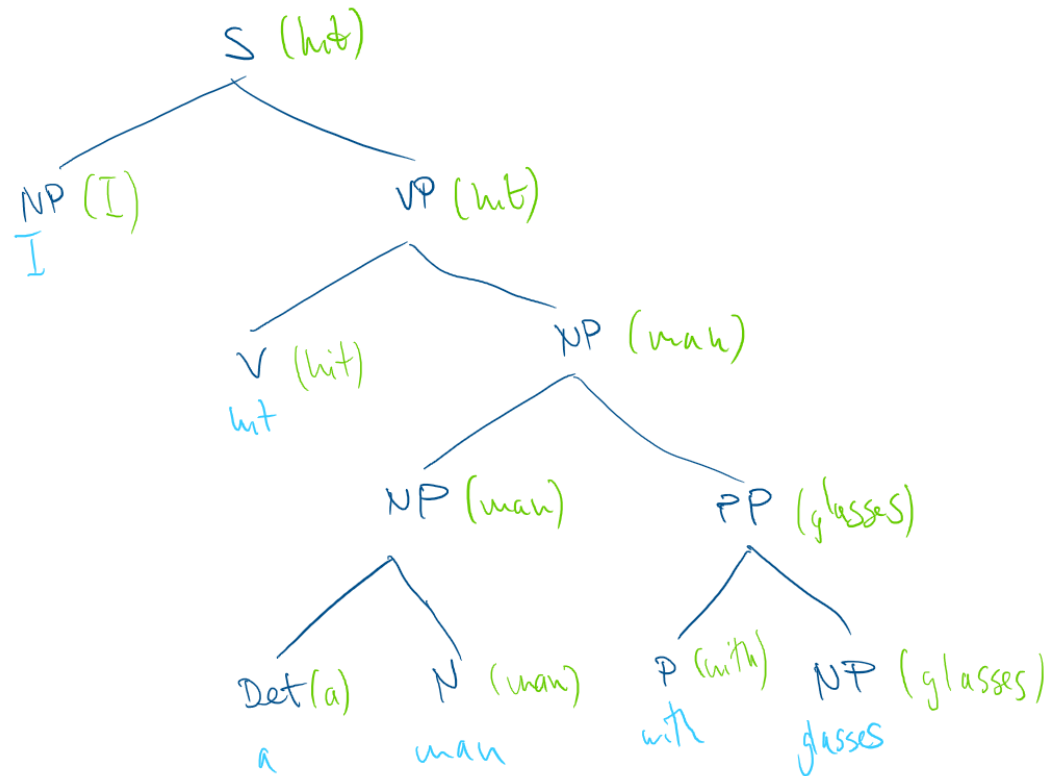 S (hit)
NP (I) VP (hit)
I
V (hit) NP (man)
hit
NP (man) PP (glasses)
Det (a) N (man) P (with) NP (glasses)
a man with glasses